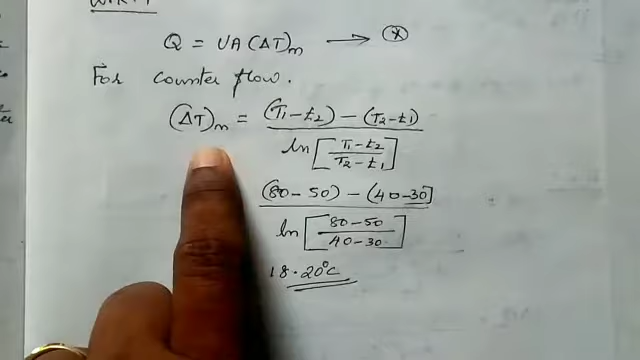 Q = UA (ΔT)m → (*)
For counter flow.
(ΔT)m = (T1 - t2) - (T2 - t1)
ln [ T1 - t2
T2 - t1 ]
(80 - 50) - (40 - 30]
ln [ 80 - 50
40 - 30 ]
18.20°C